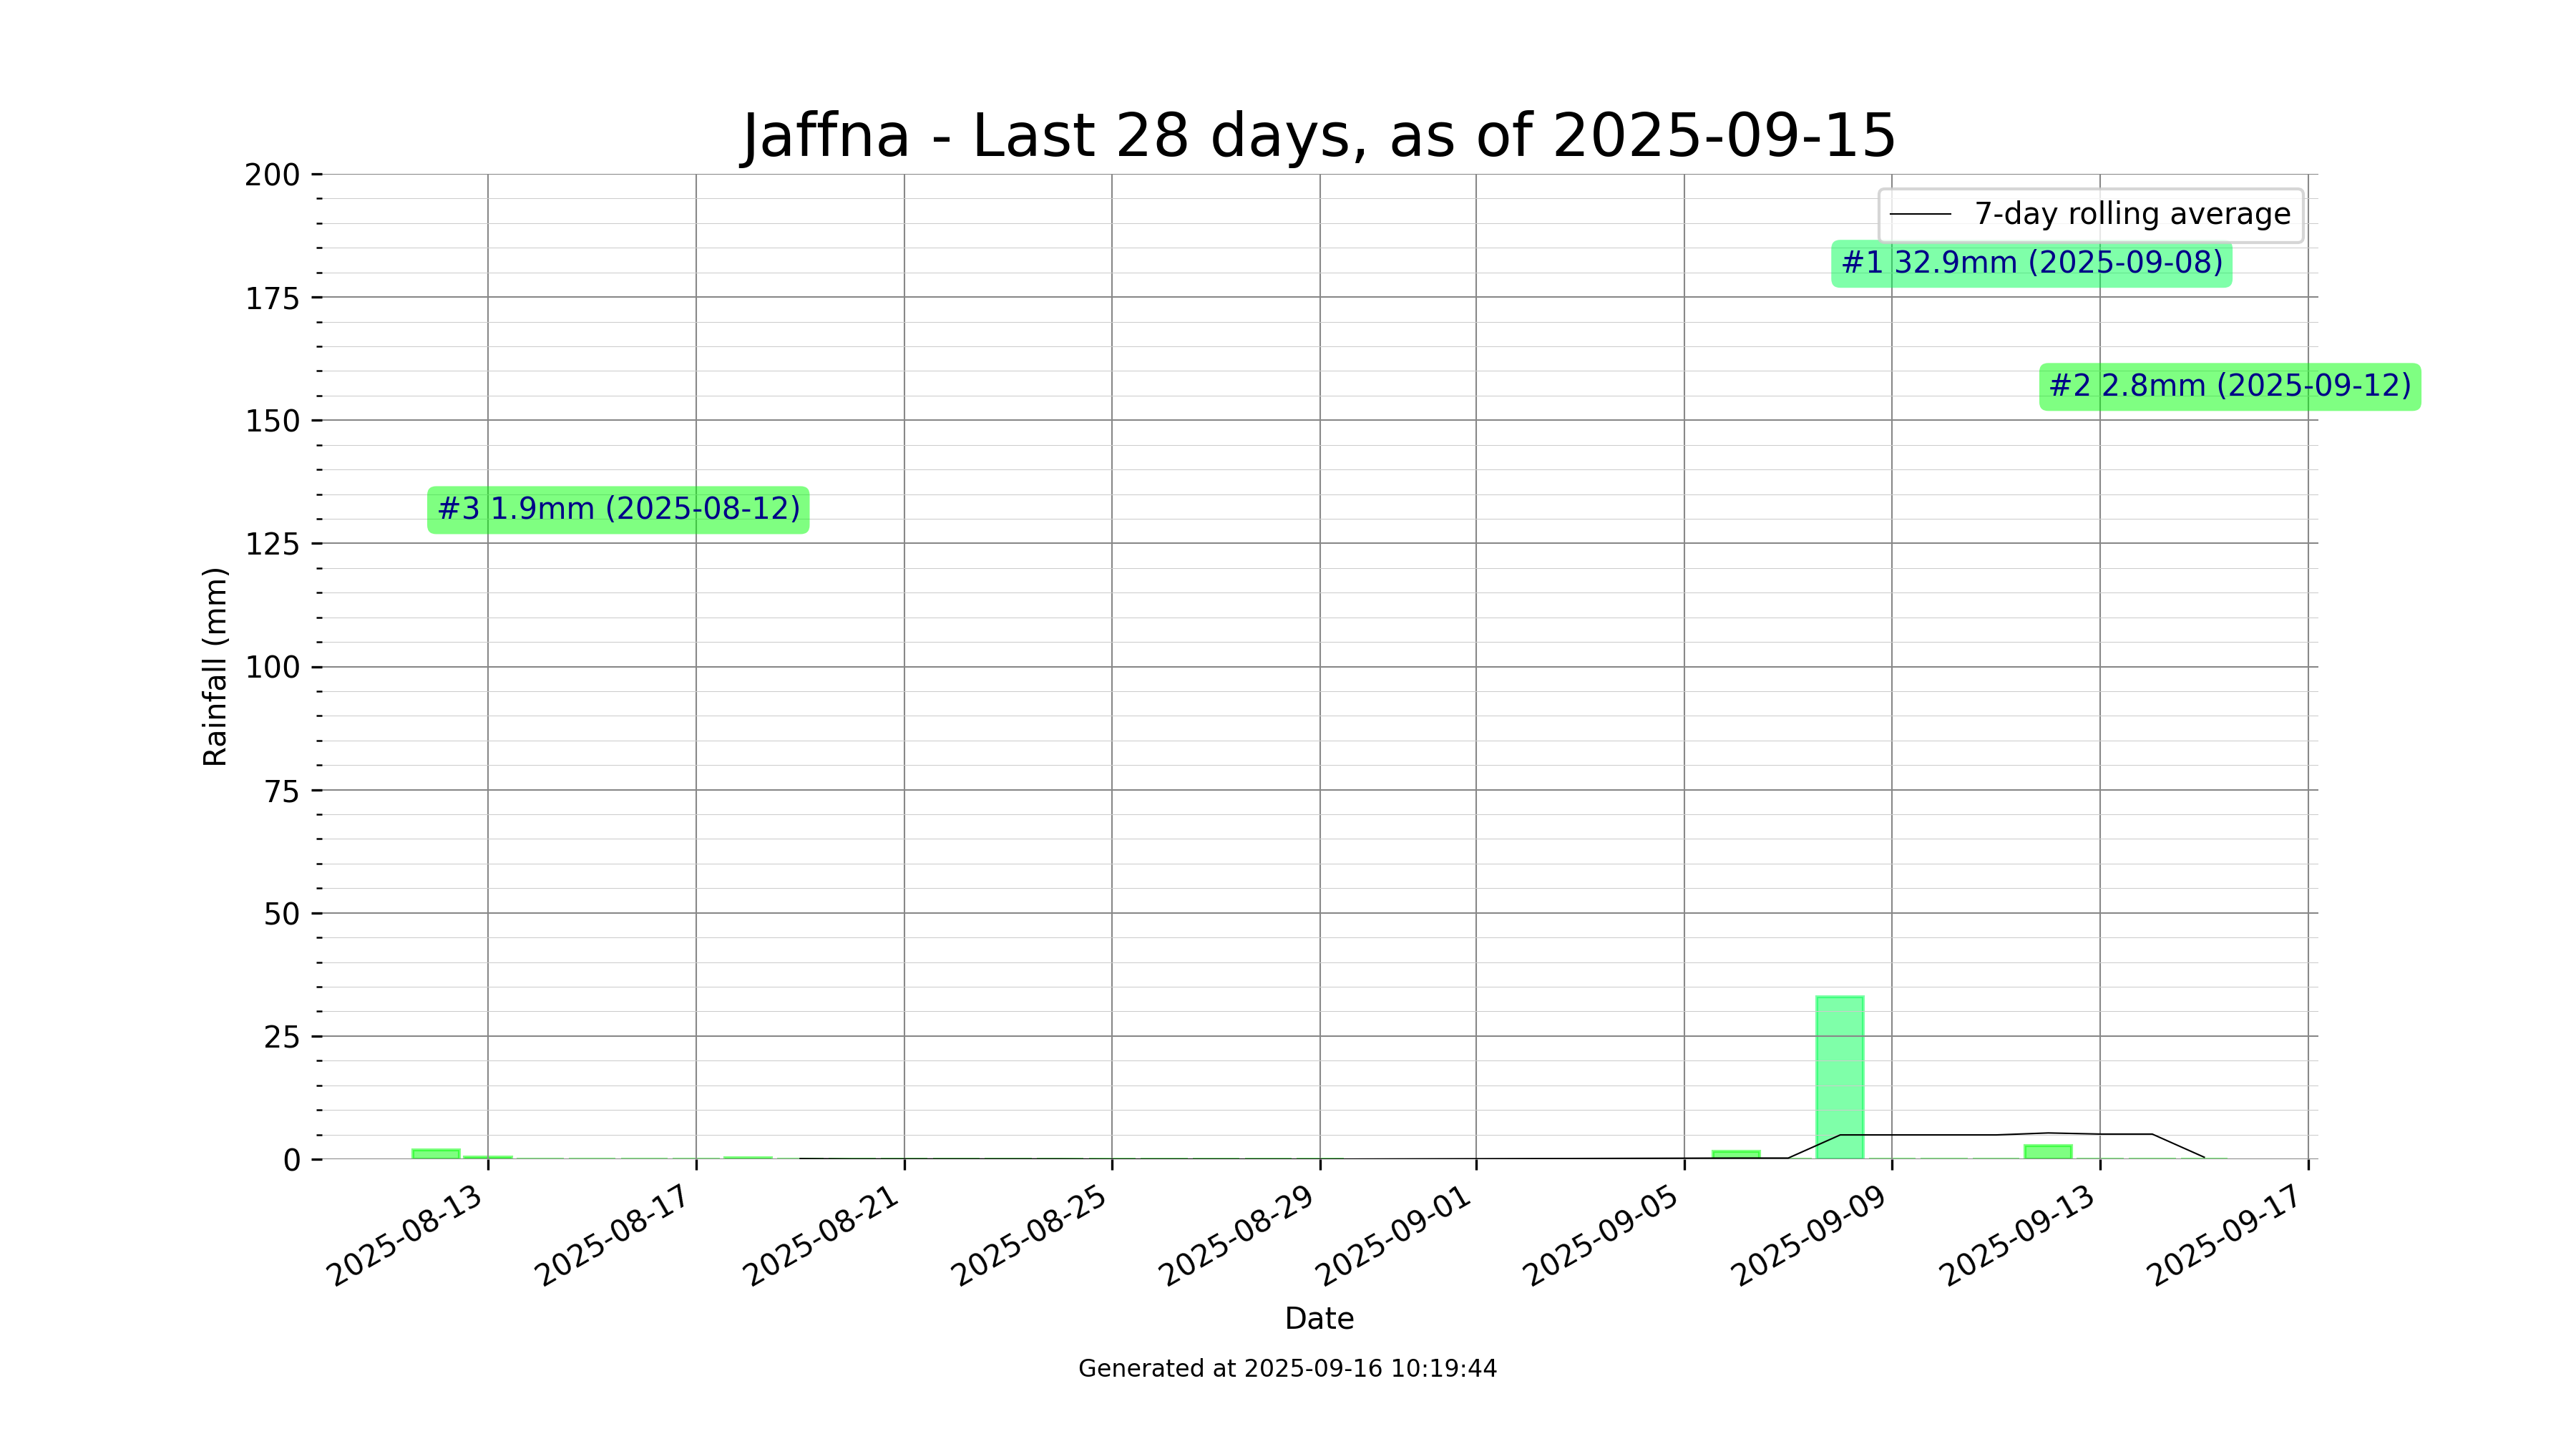 Jaffna - Last 28 days, as of 2025-09-15
200
175
150
125
100
75
50
25
0
Rainfall (mm)
7-day rolling average
#1 32.9mm (2025-09-08)
#2 2.8mm (2025-09-12)
#3 1.9mm (2025-08-12)
2025-08-13
2025-08-17
2025-08-21
2025-08-25
2025-08-29
2025-09-01
2025-09-05
2025-09-09
2025-09-13
2025-09-17
Date
Generated at 2025-09-16 10:19:44